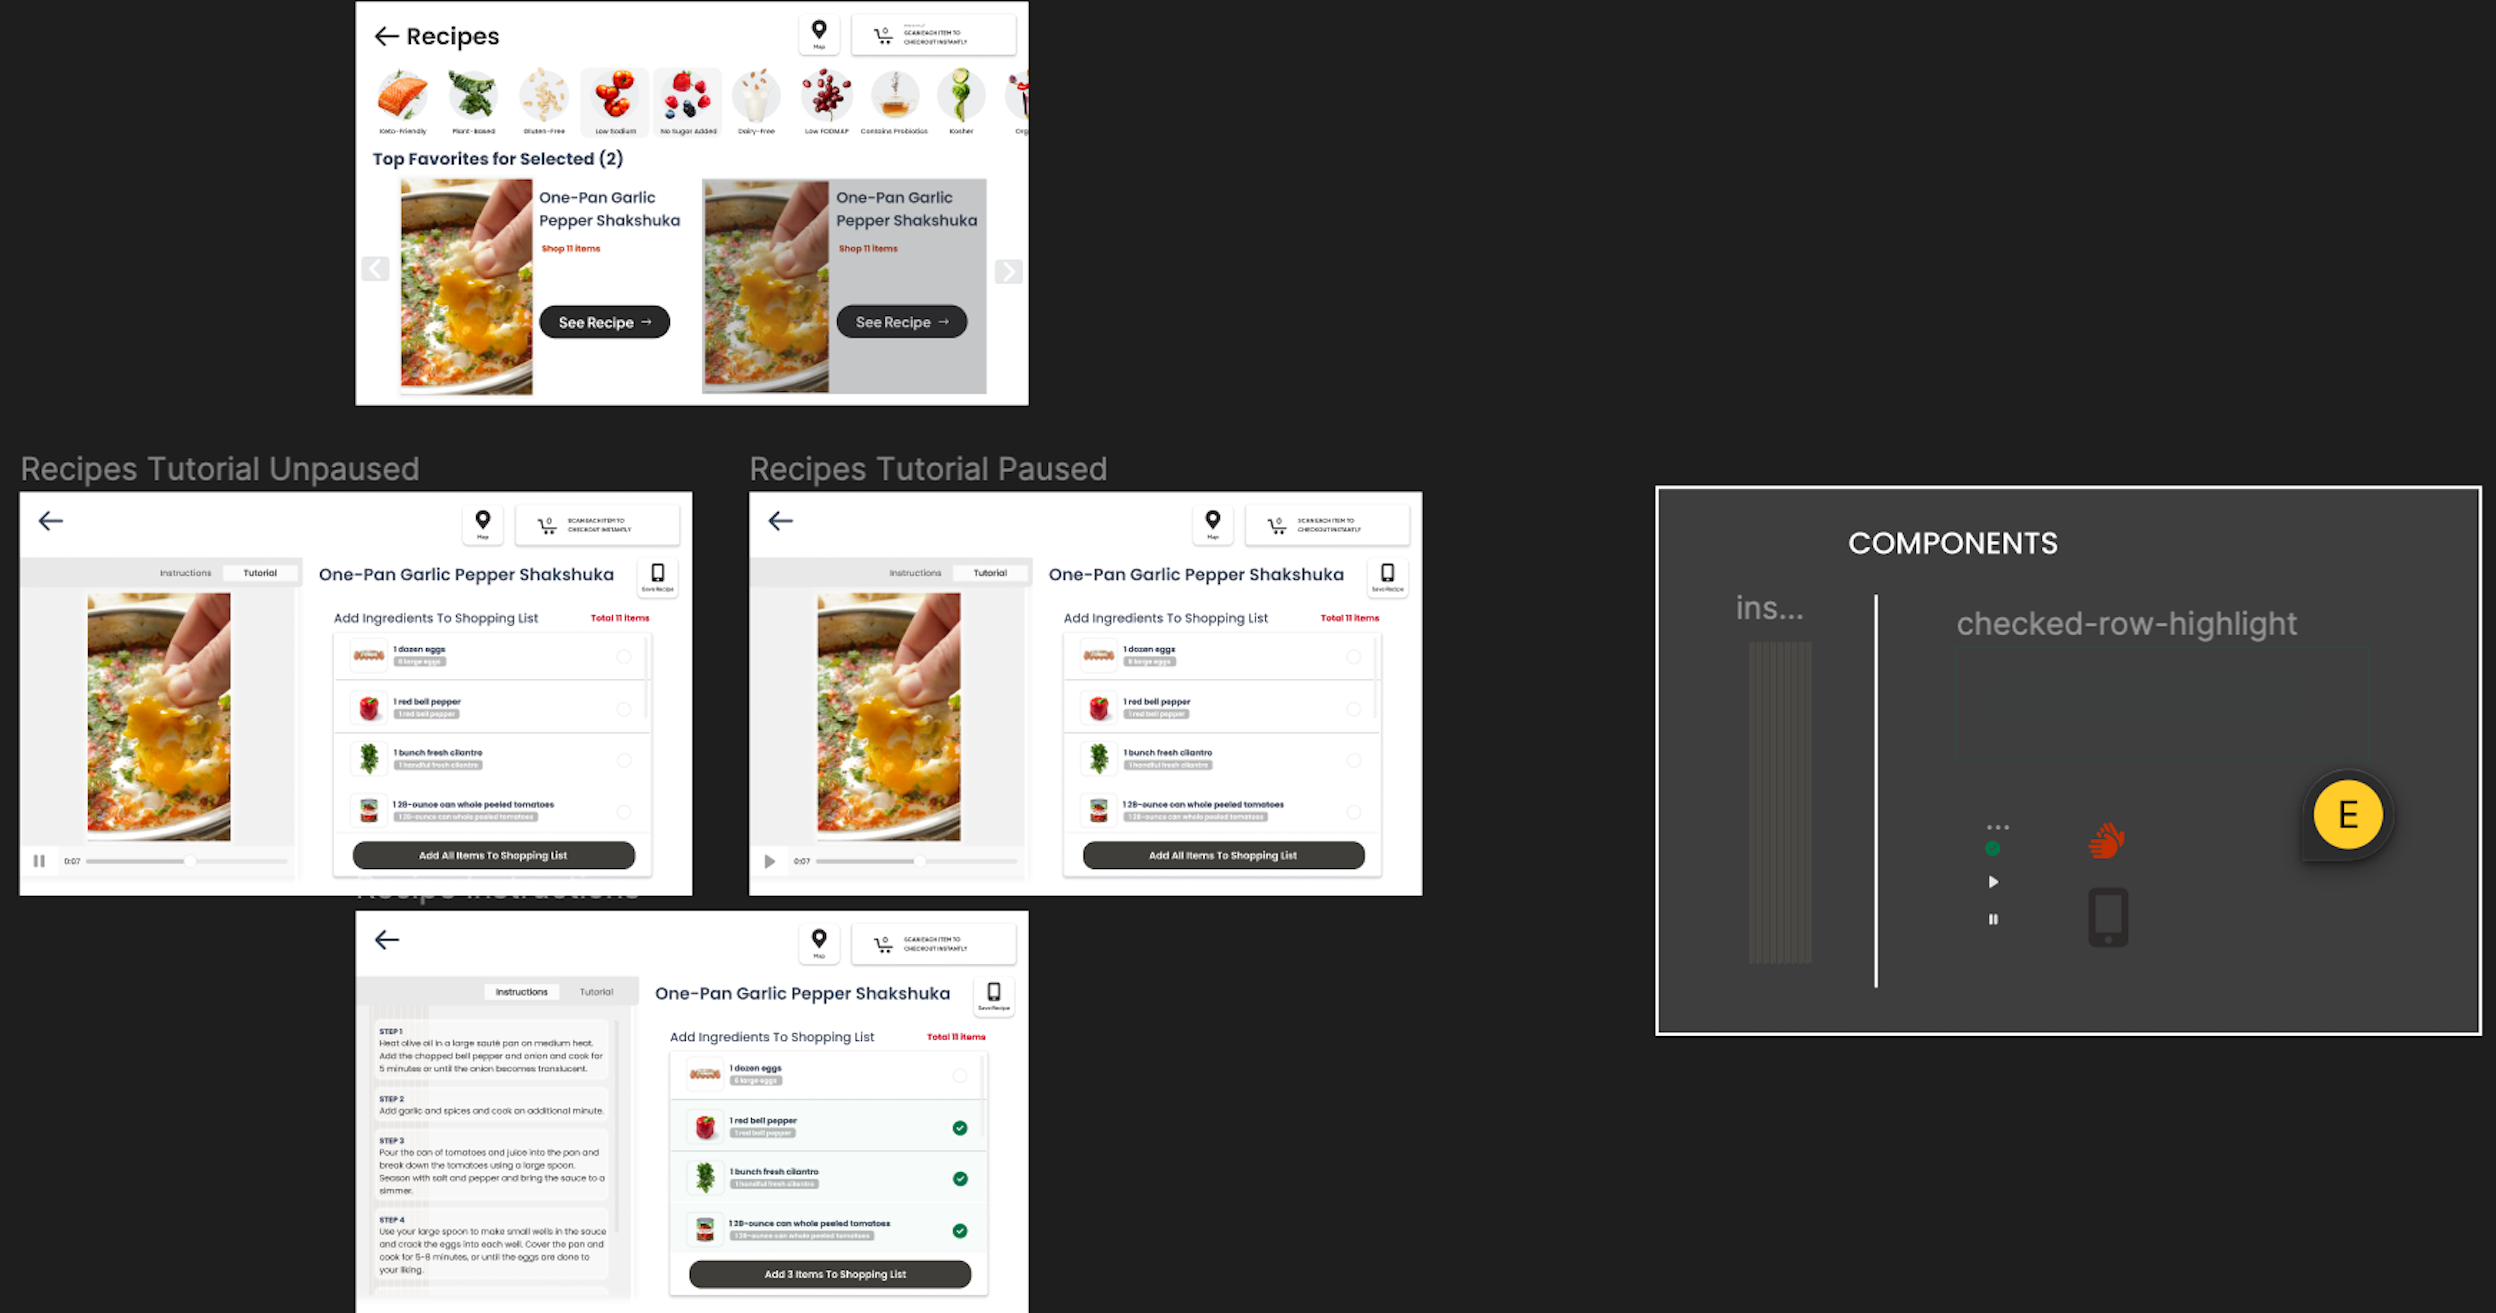 Recipes
Map
0
SCAN EACH ITEM TO
CHECKOUT INSTANTLY
Keto-Friendly
Plant-Based
Gluten-Free
Low Sodium
No Sugar Added
Dairy-Free
Low FODMAP
Contains Probiotics
Kosher
Org
Top Favorites for Selected (2)
One-Pan Garlic
Pepper Shakshuka
Shop 11 items
See Recipe →
One-Pan Garlic
Pepper Shakshuka
Shop 11 items
See Recipe →
Recipes Tutorial Unpaused
Map
0
SCAN EACH ITEM TO
CHECKOUT INSTANTLY
Instructions
Tutorial
One-Pan Garlic Pepper Shakshuka
Save Recipe
Add Ingredients To Shopping List
Total 11 items
1 dozen eggs
6 large eggs
1 red bell pepper
1 red bell pepper
1 bunch fresh cilantro
1 handful fresh cilantro
1 28-ounce can whole peeled tomatoes
1 28-ounce can whole peeled tomatoes
0:07
Add All Items To Shopping List
Recipes Tutorial Paused
Map
0
SCAN EACH ITEM TO
CHECKOUT INSTANTLY
Instructions
Tutorial
One-Pan Garlic Pepper Shakshuka
Save Recipe
Add Ingredients To Shopping List
Total 11 items
1 dozen eggs
6 large eggs
1 red bell pepper
1 red bell pepper
1 bunch fresh cilantro
1 handful fresh cilantro
1 28-ounce can whole peeled tomatoes
1 28-ounce can whole peeled tomatoes
0:07
Add All Items To Shopping List
Recipe Instructions
Map
0
SCAN EACH ITEM TO
CHECKOUT INSTANTLY
Instructions
Tutorial
STEP 1
Heat olive oil in a large sauté pan on medium heat.
Add the chopped bell pepper and onion and cook for
5 minutes or until the onion becomes translucent.
STEP 2
Add garlic and spices and cook an additional minute.
STEP 3
Pour the can of tomatoes and juice into the pan and
break down the tomatoes using a large spoon.
Season with salt and pepper and bring the sauce to a
simmer.
STEP 4
Use your large spoon to make small wells in the sauce
and crack the eggs into each well. Cover the pan and
cook for 5-8 minutes, or until the eggs are done to
your liking.
One-Pan Garlic Pepper Shakshuka
Save Recipe
Add Ingredients To Shopping List
Total 11 items
1 dozen eggs
6 large eggs
1 red bell pepper
1 red bell pepper
1 bunch fresh cilantro
1 handful fresh cilantro
1 28-ounce can whole peeled tomatoes
1 28-ounce can whole peeled tomatoes
Add 3 Items To Shopping List
COMPONENTS
ins...
checked-row-highlight
...
E